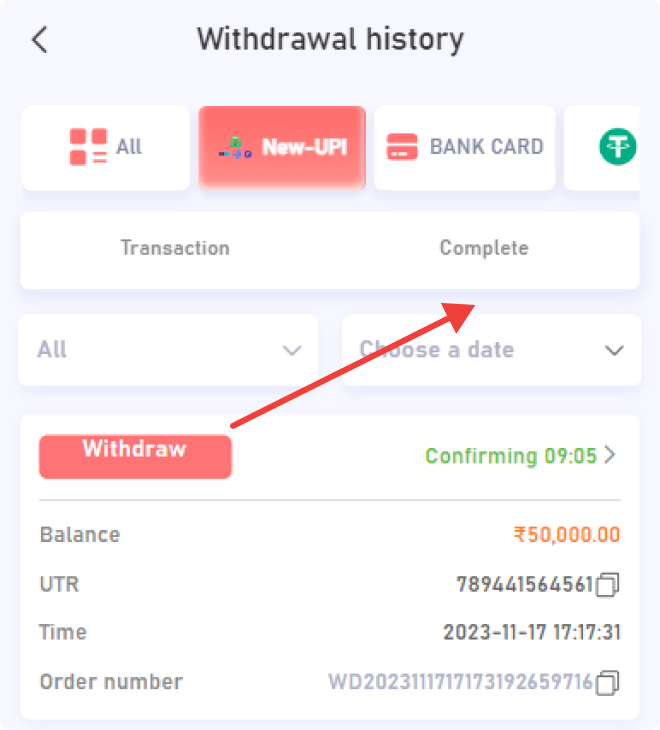 Withdrawal history
All New-UPI BANK CARD
Transaction Complete
All Choose a date
Withdraw Confirming 09:05
Balance ₹50,000.00
UTR 789441564561
Time 2023-11-17 17:17:31
Order number WD2023111717173192659716